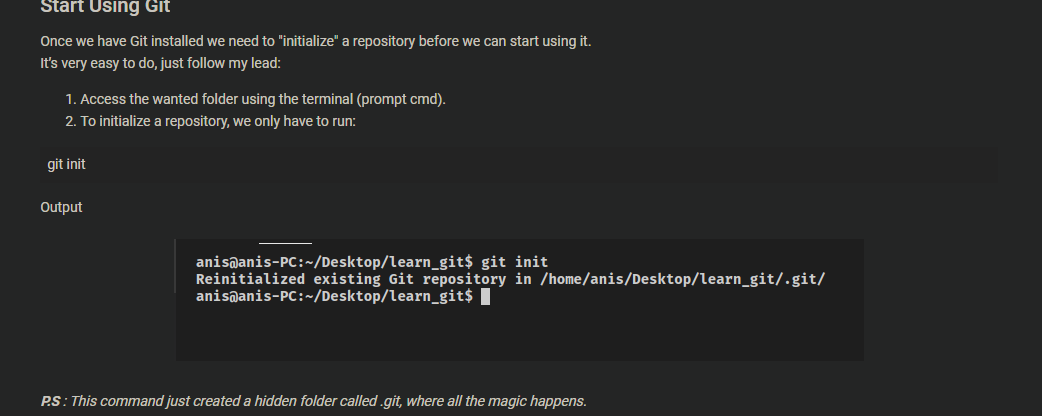 Start Using Git
Once we have Git installed we need to "initialize" a repository before we can start using it.
It's very easy to do, just follow my lead:
1. Access the wanted folder using the terminal (prompt cmd).
2. To initialize a repository, we only have to run:
git init
Output
anis@anis-PC:~/Desktop/learn_git$ git init
Reinitialized existing Git repository in /home/anis/Desktop/learn_git/.git/
anis@anis-PC:~/Desktop/learn_git$
P.S : This command just created a hidden folder called .git, where all the magic happens.